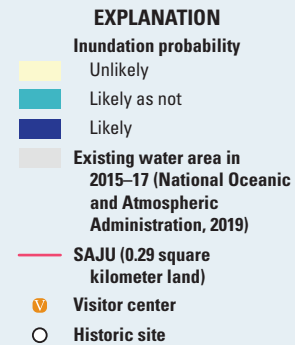 EXPLANATION
Inundation probability
Unlikely
Likely as not
Likely
Existing water area in
2015–17 (National Oceanic
and Atmospheric
Administration, 2019)
SAJU (0.29 square
kilometer land)
V Visitor center
Historic site